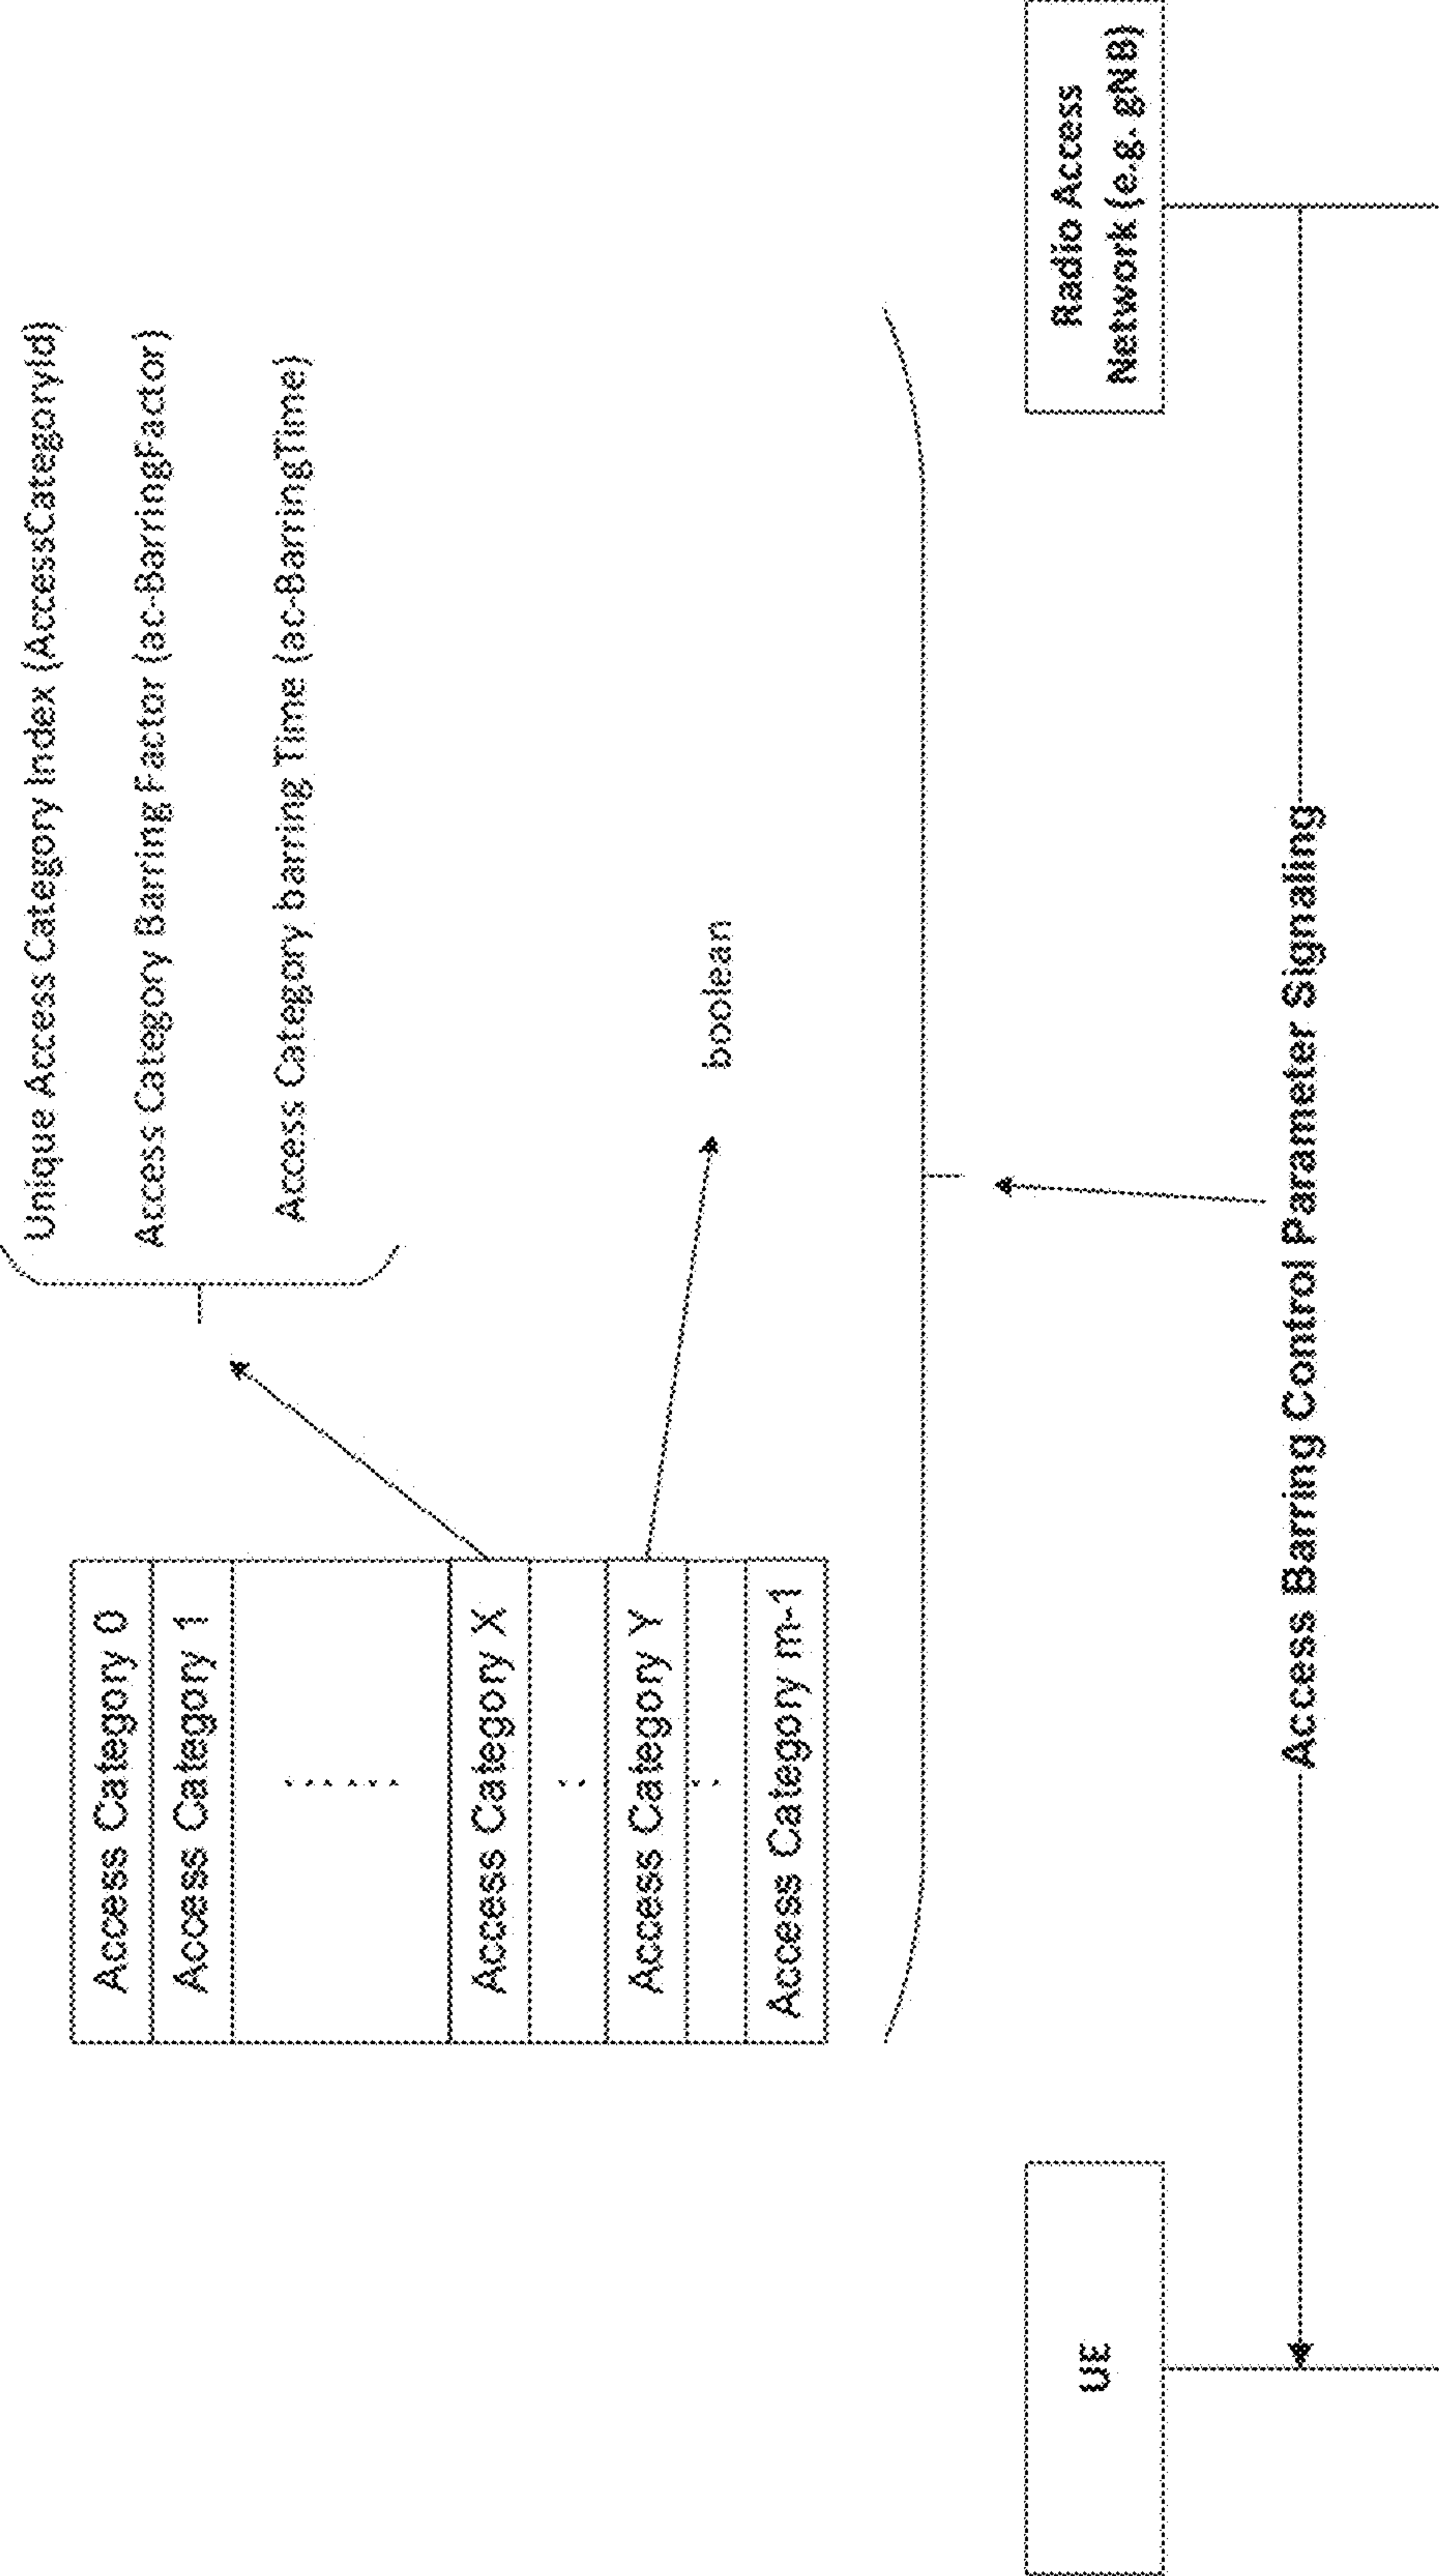 Access Category 0
Access Category 1
. . . . . .
Access Category X
. .
Access Category Y
. .
Access Category m-1
Unique Access Category Index (AccessCategoryId)
Access Category Barring Factor (ac-BarringFactor)
Access Category barring Time (ac-BarringTime)
boolean
UE
Radio Access
Network (e.g. gNB)
Access Barring Control Parameter Signaling